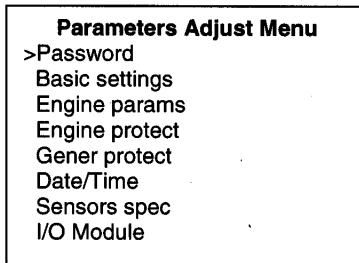 Parameters Adjust Menu
>Password
Basic settings
Engine params
Engine protect
Gener protect
Date/Time
Sensors spec
I/O Module